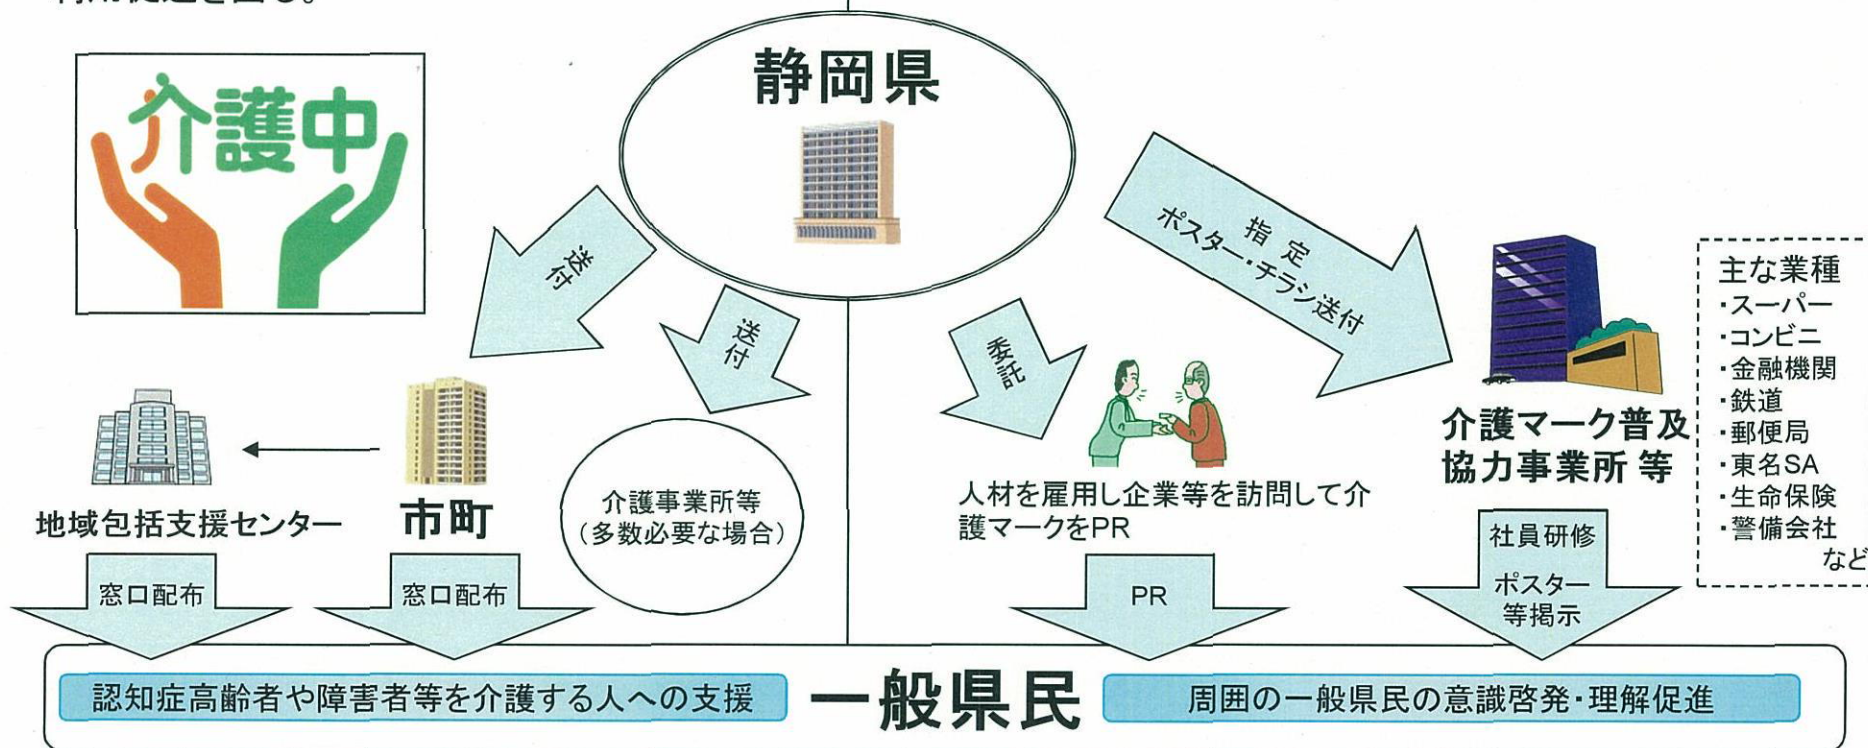 静岡県
介護中
送付
送付
委託
指定
ポスター・チラシ送付
主な業種
・スーパー
・コンビニ
・金融機関
・鉄道
・郵便局
・東名SA
・生命保険
・警備会社
など
地域包括支援センター
市町
介護事業所等
(多数必要な場合)
人材を雇用し企業等を訪問して介
護マークをPR
介護マーク普及
協力事業所 等
窓口配布
窓口配布
PR
社員研修
ポスター
等掲示
認知症高齢者や障害者等を介護する人への支援
一般県民
周囲の一般県民の意識啓発・理解促進